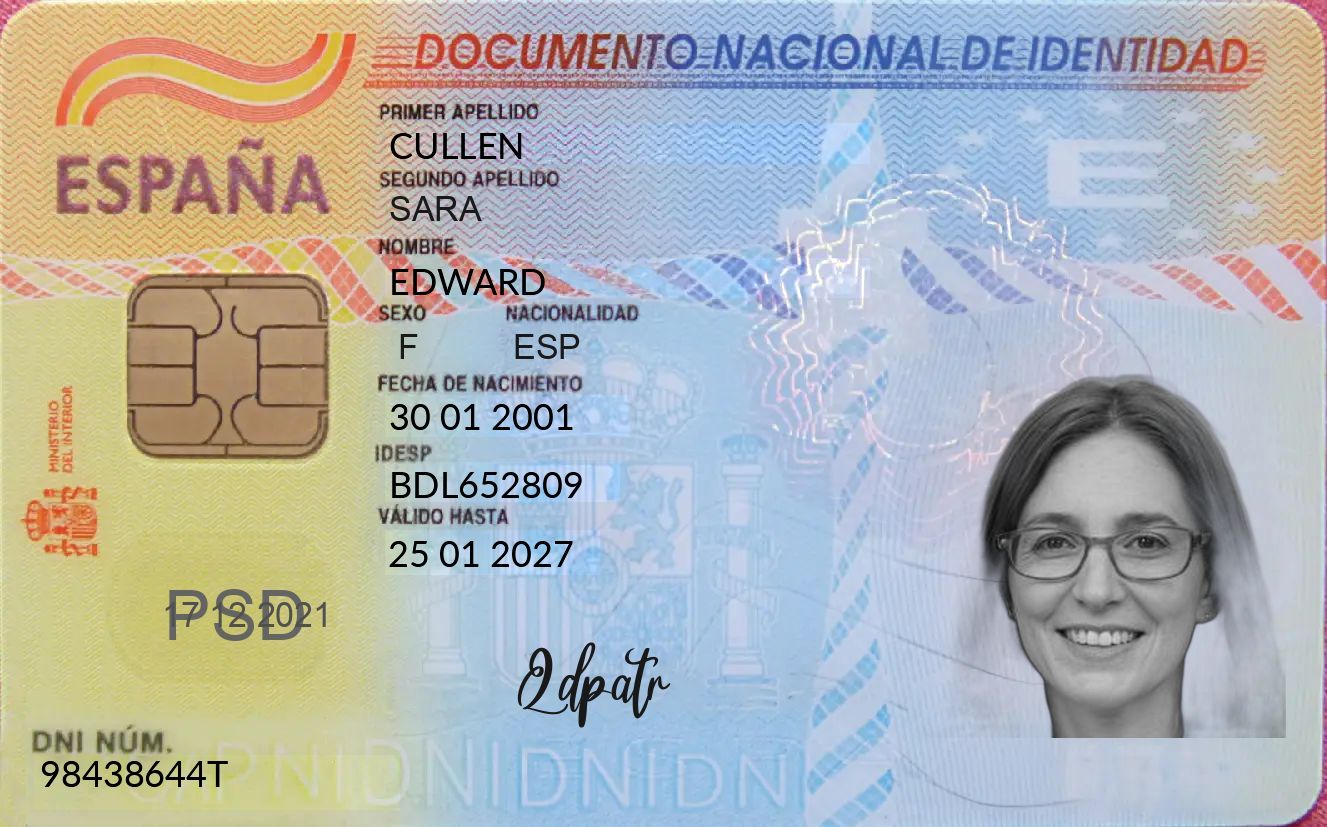 DOCUMENTO NACIONAL DE IDENTIDAD
ESPAÑA
PRIMER APELLIDO
CULLEN
SEGUNDO APELLIDO
SARA
NOMBRE
EDWARD
SEXO NACIONALIDAD
F ESP
FECHA DE NACIMIENTO
30 01 2001
IDESP
BDL652809
VÁLIDO HASTA
25 01 2027
MINISTERIO
DEL INTERIOR
PSD
17 12 2021
DNI NÚM.
98438644T
E
DNIDNIDNIDN